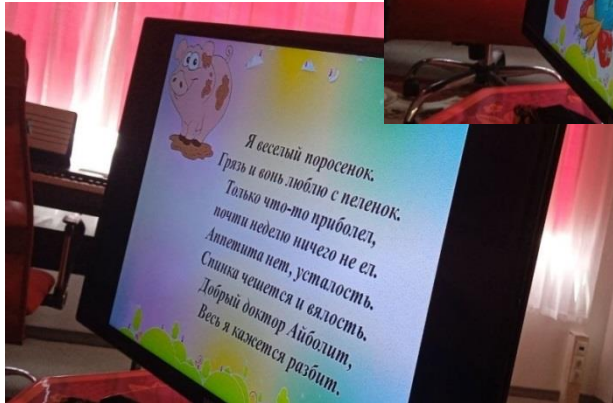 Я веселый поросенок.
Грязь и вонь люблю с пеленок.
Только что-то приболел,
почти неделю ничего не ел.
Аппетита нет, усталость.
Спинка чешется и вялость.
Добрый доктор Айболит,
Весь я кажется разбит.